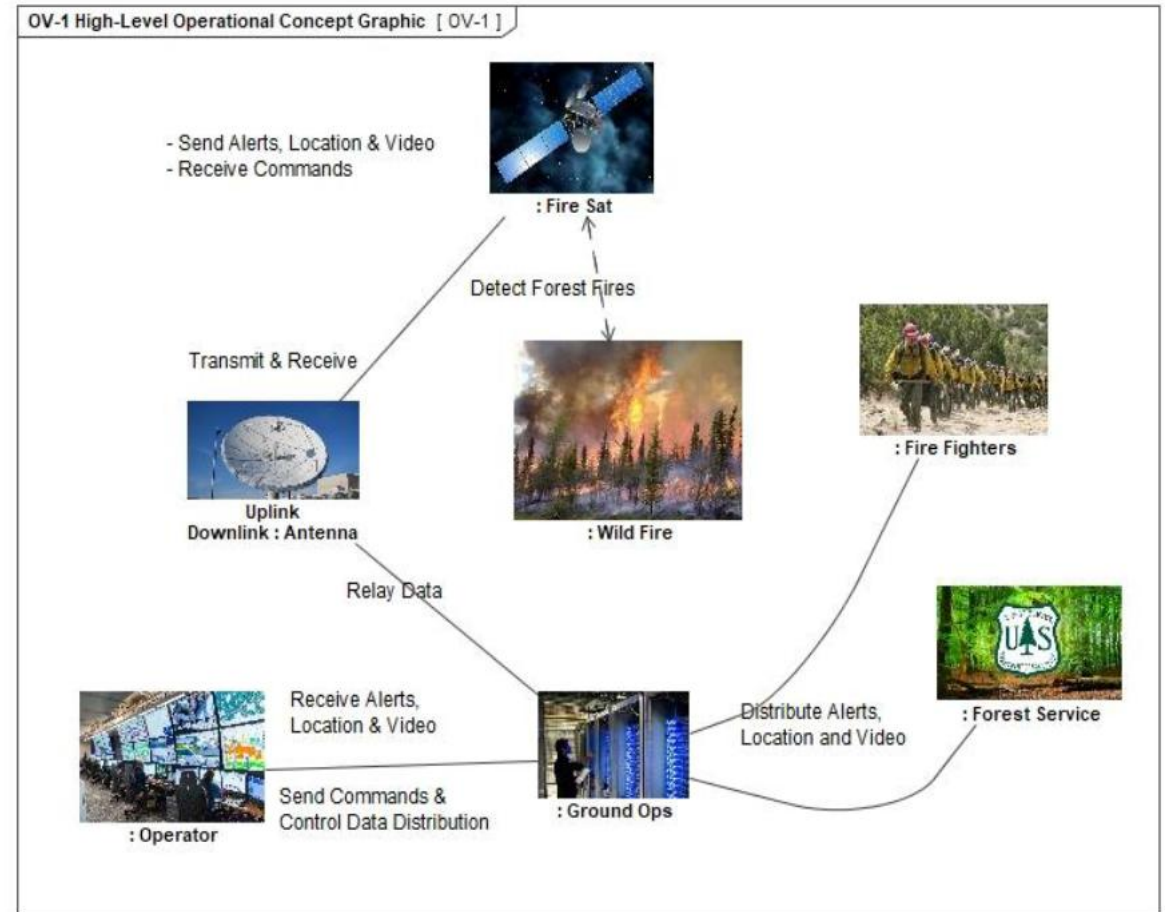 OV-1 High-Level Operational Concept Graphic [ OV-1 ]
- Send Alerts, Location & Video
- Receive Commands
: Fire Sat
Detect Forest Fires
Transmit & Receive
: Fire Fighters
Uplink
Downlink : Antenna
: Wild Fire
Relay Data
U S
: Forest Service
Receive Alerts,
Location & Video
Distribute Alerts,
Location and Video
Send Commands &
Control Data Distribution
: Ground Ops
: Operator